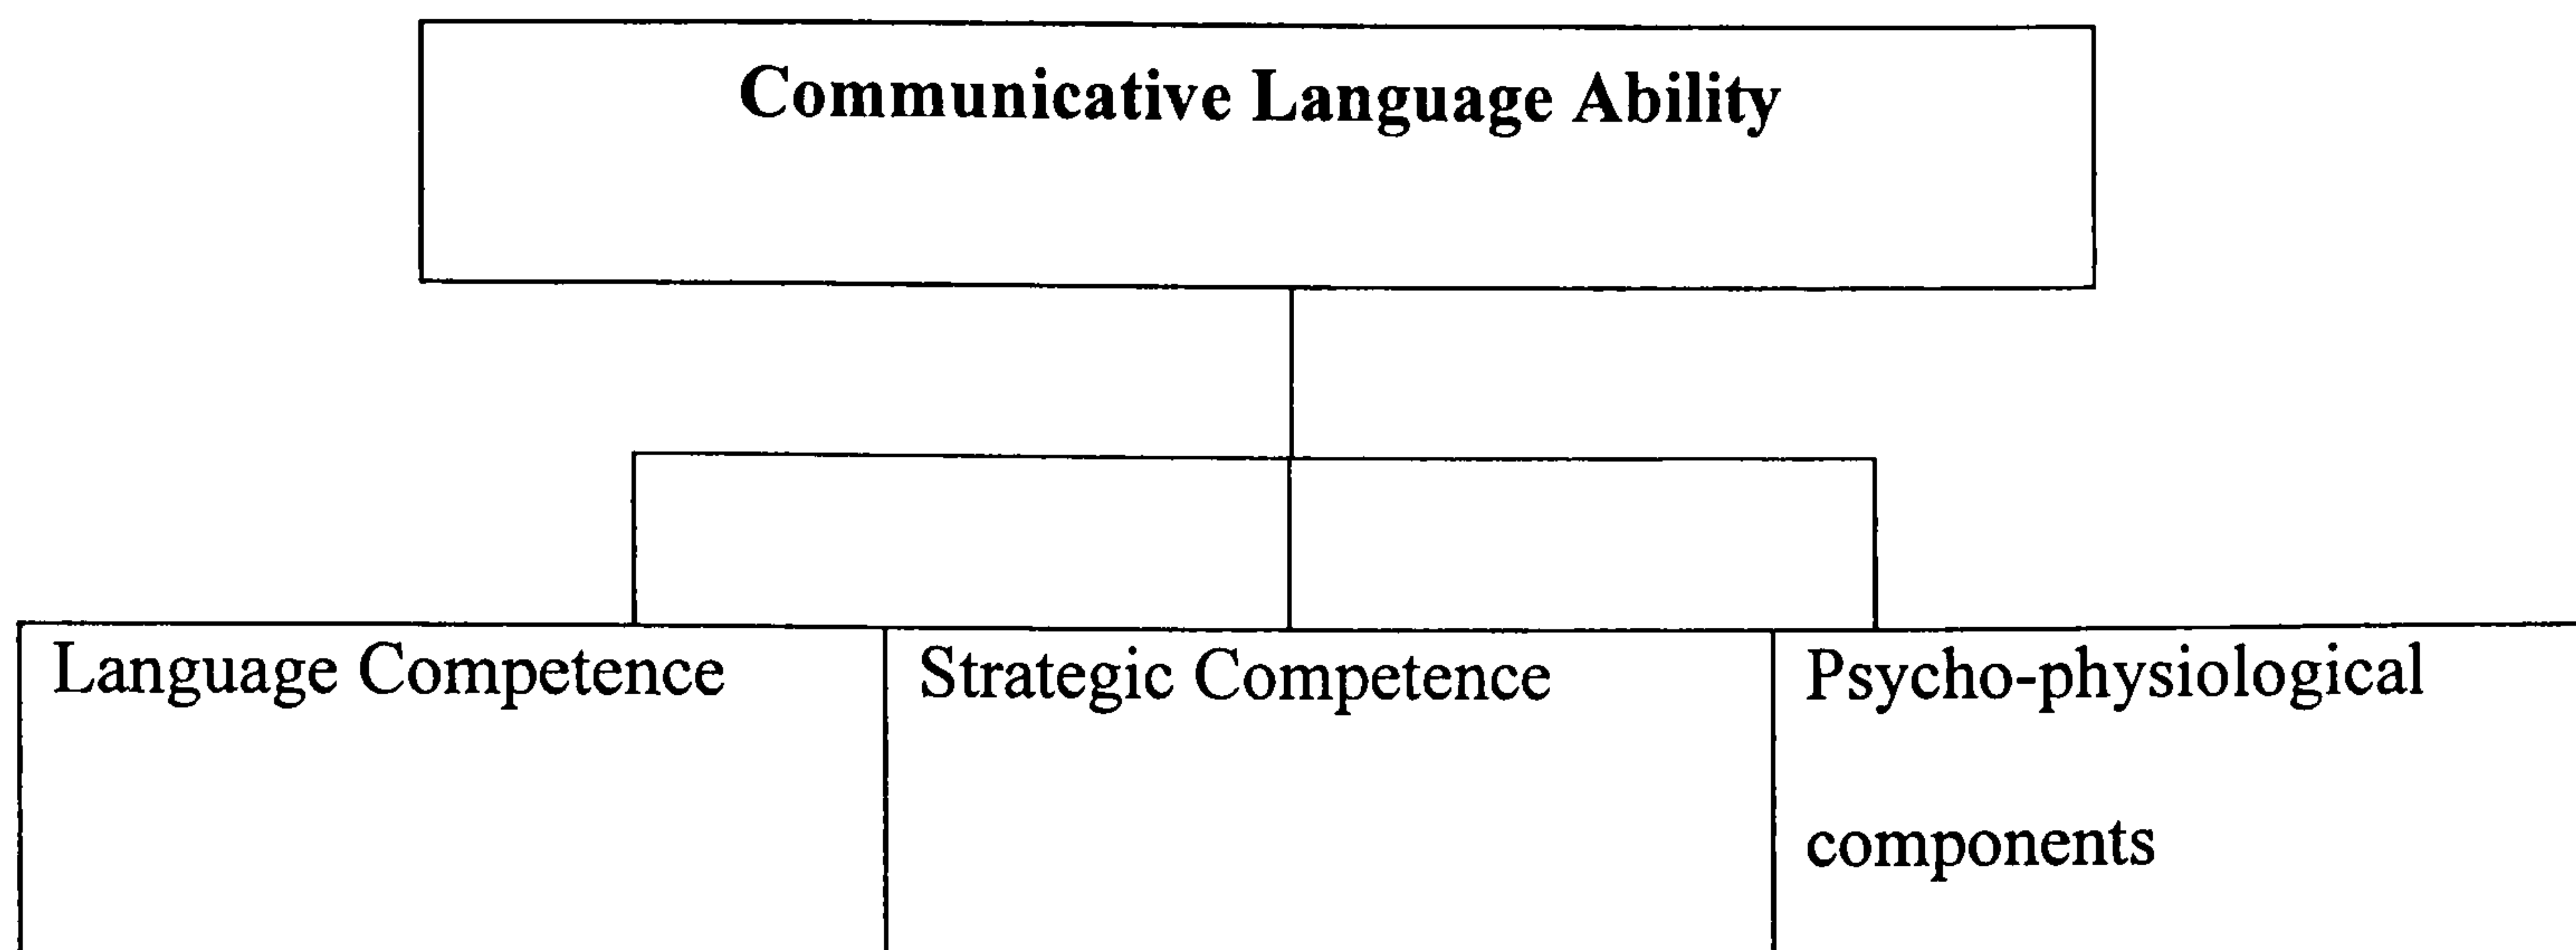 Communicative Language Ability
Language Competence
Strategic Competence
Psycho-physiological
components